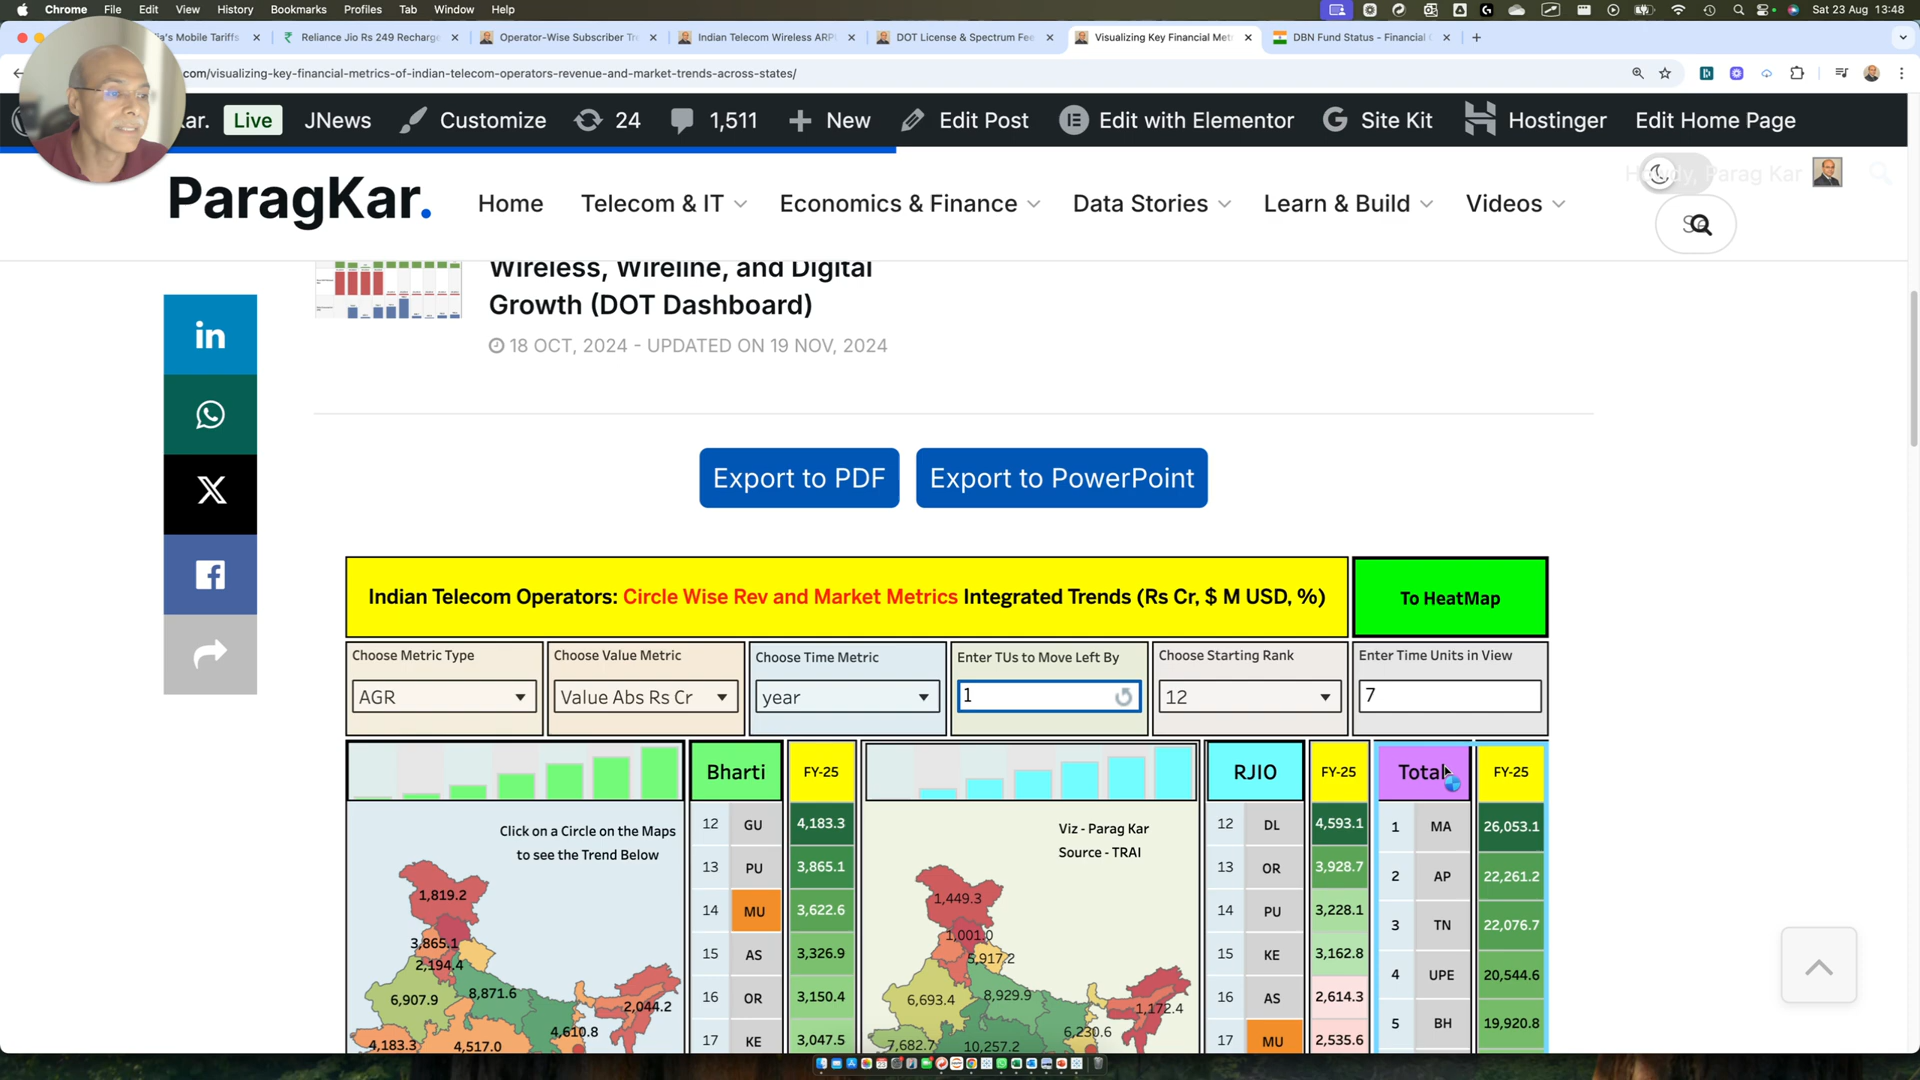 Chrome File Edit View History Bookmarks Profiles Tab Window Help Sat 23 Aug 13:48
's Mobile Tariffs Reliance Jio Rs 249 Recharge Operator-Wise Subscriber Tre Indian Telecom Wireless ARP DOT License & Spectrum Fee Visualizing Key Financial Met DBN Fund Status - Financial
com/visualizing-key-financial-metrics-of-indian-telecom-operators-revenue-and-market-trends-across-states/
kar. Live JNews Customize 24 1,511 New Edit Post Edit with Elementor Site Kit Hostinger Edit Home Page
Parag Kar
ParagKar. Home Telecom & IT Economics & Finance Data Stories Learn & Build Videos
Wireless, Wireline, and Digital
Growth (DOT Dashboard)
18 OCT, 2024 - UPDATED ON 19 NOV, 2024
Export to PDF Export to PowerPoint
Indian Telecom Operators: Circle Wise Rev and Market Metrics Integrated Trends (Rs Cr, $ M USD, %) To HeatMap
Choose Metric Type Choose Value Metric Choose Time Metric Enter TUs to Move Left By Choose Starting Rank Enter Time Units in View
AGR Value Abs Rs Cr year 1 12 7
Bharti FY-25 RJIO FY-25 Total FY-25
Click on a Circle on the Maps
to see the Trend Below
Viz - Parag Kar
Source - TRAI
12 GU 4,183.3
13 PU 3,865.1
14 MU 3,622.6
15 AS 3,326.9
16 OR 3,150.4
17 KE 3,047.5
12 DL 4,593.1
13 OR 3,928.7
14 PU 3,228.1
15 KE 3,162.8
16 AS 2,614.3
17 MU 2,535.6
1 MA 26,053.1
2 AP 22,261.2
3 TN 22,076.7
4 UPE 20,544.6
5 BH 19,920.8
1,819.2
3,865.1
2,194.4
6,907.9
8,871.6
2,044.2
4,610.8
4,183.3
4,517.0
1,449.3
1,001.0
5,917.2
6,693.4
8,929.9
1,172.4
6,230.6
7,682.7
10,257.2